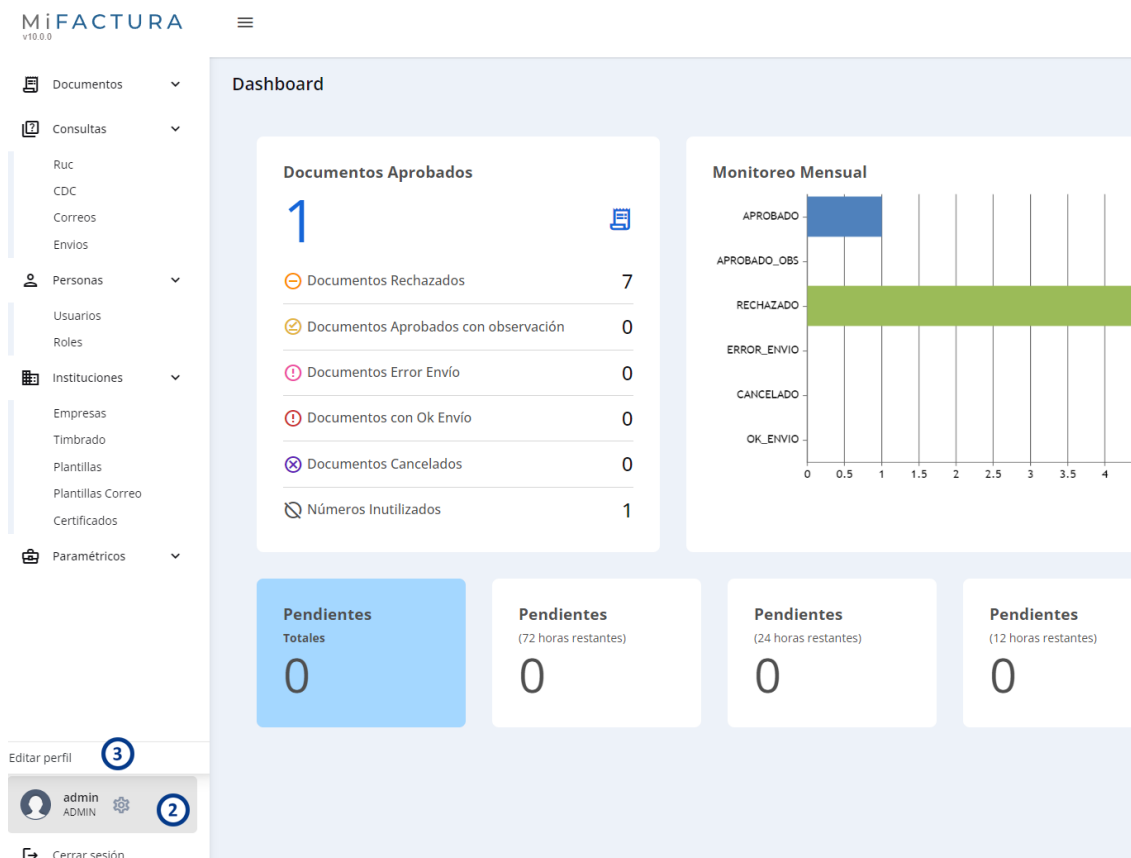 MiFACTURA
v10.0.0
Documentos
Consultas
Ruc
CDC
Correos
Envios
Personas
Usuarios
Roles
Instituciones
Empresas
Timbrado
Plantillas
Plantillas Correo
Certificados
Paramétricos
Editar perfil
3
admin
ADMIN
2
Cerrar sesión
Dashboard
Documentos Aprobados
1
Documentos Rechazados 7
Documentos Aprobados con observación 0
Documentos Error Envío 0
Documentos con Ok Envío 0
Documentos Cancelados 0
Números Inutilizados 1
Monitoreo Mensual
APROBADO
APROBADO_OBS
RECHAZADO
ERROR_ENVIO
CANCELADO
OK_ENVIO
0 0.5 1 1.5 2 2.5 3 3.5 4
Pendientes
Totales
0
Pendientes
(72 horas restantes)
0
Pendientes
(24 horas restantes)
0
Pendientes
(12 horas restantes)
0